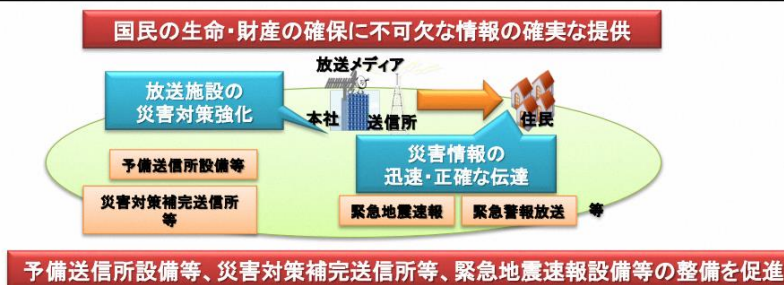 国民の生命・財産の確保に不可欠な情報の確実な提供
放送メディア
放送施設の
災害対策強化
本社
送信所
住民
災害情報の
迅速・正確な伝達
予備送信所設備等
災害対策補完送信所
等
緊急地震速報
緊急警報放送
等
予備送信所設備等、災害対策補完送信所等、緊急地震速報設備等の整備を促進